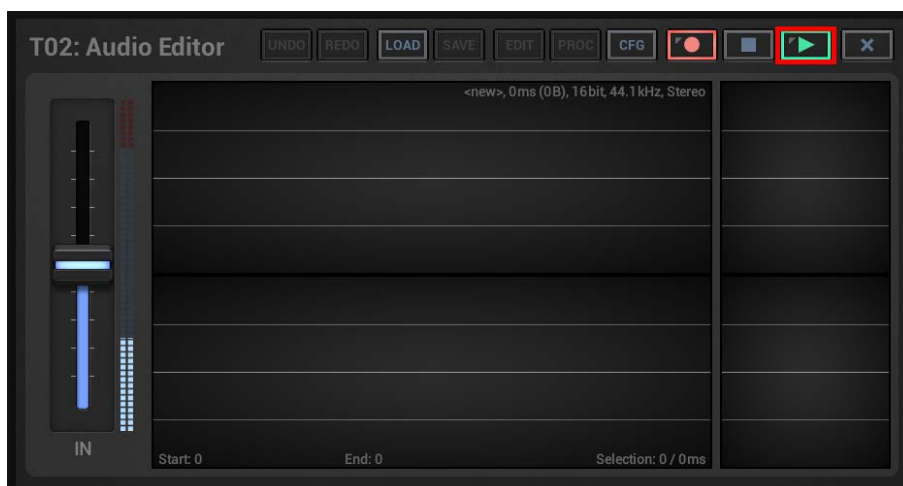 T02: Audio Editor UNDO REDO LOAD SAVE EDIT PROC CFG
<new>, 0ms (0B), 16bit, 44.1kHz, Stereo
IN
Start: 0 End: 0 Selection: 0 / 0ms